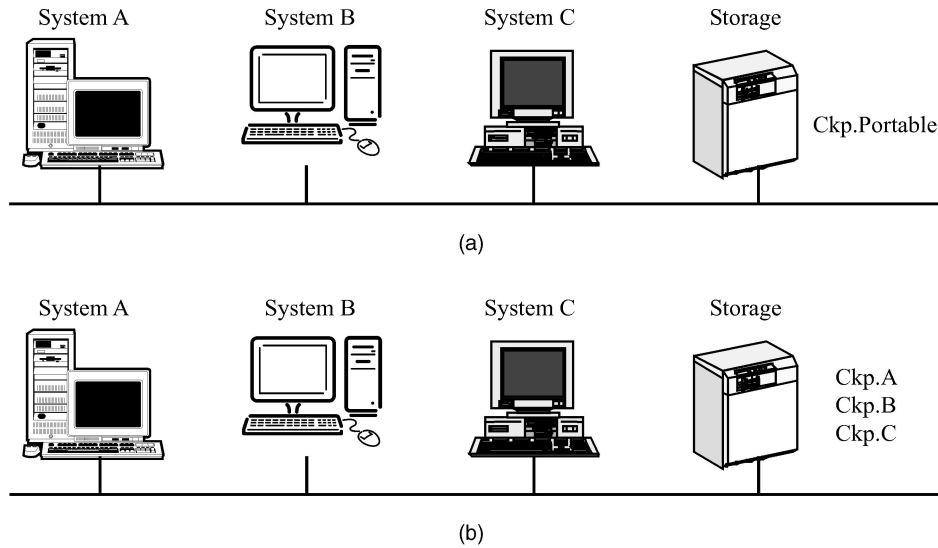 System A
System B
System C
Storage
Ckp.Portable
(a)
System A
System B
System C
Storage
Ckp.A
Ckp.B
Ckp.C
(b)